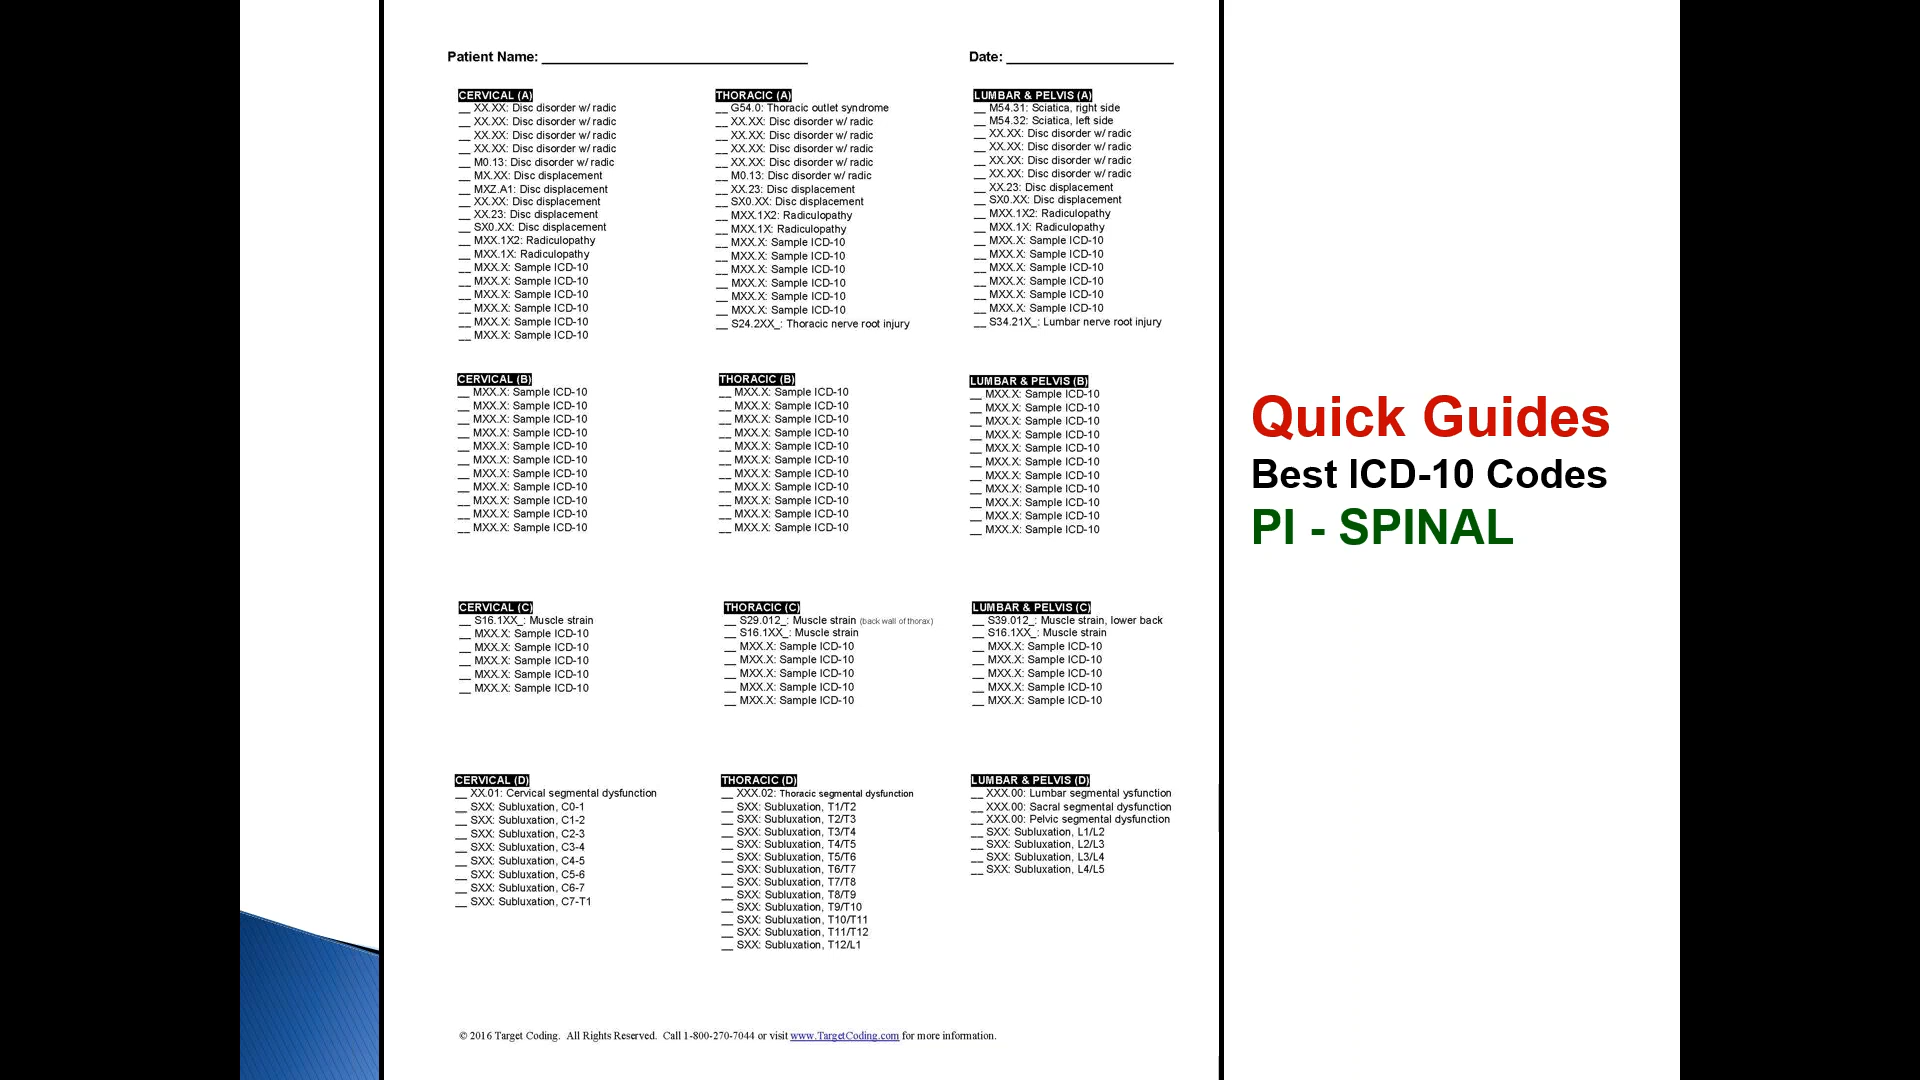 Patient Name: ___________________________________
Date: ______________________
CERVICAL (A)
__ XX.XX: Disc disorder w/ radic
__ XX.XX: Disc disorder w/ radic
__ XX.XX: Disc disorder w/ radic
__ XX.XX: Disc disorder w/ radic
__ M0.13: Disc disorder w/ radic
__ MX.XX: Disc displacement
__ MXZ.A1: Disc displacement
__ XX.XX: Disc displacement
__ XX.23: Disc displacement
__ SX0.XX: Disc displacement
__ MXX.1X2: Radiculopathy
__ MXX.1X: Radiculopathy
__ MXX.X: Sample ICD-10
__ MXX.X: Sample ICD-10
__ MXX.X: Sample ICD-10
__ MXX.X: Sample ICD-10
__ MXX.X: Sample ICD-10
__ MXX.X: Sample ICD-10
THORACIC (A)
__ G54.0: Thoracic outlet syndrome
__ XX.XX: Disc disorder w/ radic
__ XX.XX: Disc disorder w/ radic
__ XX.XX: Disc disorder w/ radic
__ XX.XX: Disc disorder w/ radic
__ M0.13: Disc disorder w/ radic
__ XX.23: Disc displacement
__ SX0.XX: Disc displacement
__ MXX.1X2: Radiculopathy
__ MXX.1X: Radiculopathy
__ MXX.X: Sample ICD-10
__ MXX.X: Sample ICD-10
__ MXX.X: Sample ICD-10
__ MXX.X: Sample ICD-10
__ MXX.X: Sample ICD-10
__ MXX.X: Sample ICD-10
__ S24.2XX_: Thoracic nerve root injury
LUMBAR & PELVIS (A)
__ M54.31: Sciatica, right side
__ M54.32: Sciatica, left side
__ XX.XX: Disc disorder w/ radic
__ XX.XX: Disc disorder w/ radic
__ XX.XX: Disc disorder w/ radic
__ XX.XX: Disc disorder w/ radic
__ XX.23: Disc displacement
__ SX0.XX: Disc displacement
__ MXX.1X2: Radiculopathy
__ MXX.1X: Radiculopathy
__ MXX.X: Sample ICD-10
__ MXX.X: Sample ICD-10
__ MXX.X: Sample ICD-10
__ MXX.X: Sample ICD-10
__ MXX.X: Sample ICD-10
__ MXX.X: Sample ICD-10
__ S34.21X_: Lumbar nerve root injury
CERVICAL (B)
__ MXX.X: Sample ICD-10
__ MXX.X: Sample ICD-10
__ MXX.X: Sample ICD-10
__ MXX.X: Sample ICD-10
__ MXX.X: Sample ICD-10
__ MXX.X: Sample ICD-10
__ MXX.X: Sample ICD-10
__ MXX.X: Sample ICD-10
__ MXX.X: Sample ICD-10
__ MXX.X: Sample ICD-10
__ MXX.X: Sample ICD-10
THORACIC (B)
__ MXX.X: Sample ICD-10
__ MXX.X: Sample ICD-10
__ MXX.X: Sample ICD-10
__ MXX.X: Sample ICD-10
__ MXX.X: Sample ICD-10
__ MXX.X: Sample ICD-10
__ MXX.X: Sample ICD-10
__ MXX.X: Sample ICD-10
__ MXX.X: Sample ICD-10
__ MXX.X: Sample ICD-10
__ MXX.X: Sample ICD-10
LUMBAR & PELVIS (B)
__ MXX.X: Sample ICD-10
__ MXX.X: Sample ICD-10
__ MXX.X: Sample ICD-10
__ MXX.X: Sample ICD-10
__ MXX.X: Sample ICD-10
__ MXX.X: Sample ICD-10
__ MXX.X: Sample ICD-10
__ MXX.X: Sample ICD-10
__ MXX.X: Sample ICD-10
__ MXX.X: Sample ICD-10
__ MXX.X: Sample ICD-10
CERVICAL (C)
__ S16.1XX_: Muscle strain
__ MXX.X: Sample ICD-10
__ MXX.X: Sample ICD-10
__ MXX.X: Sample ICD-10
__ MXX.X: Sample ICD-10
__ MXX.X: Sample ICD-10
THORACIC (C)
__ S29.012_: Muscle strain (back wall of thorax)
__ S16.1XX_: Muscle strain
__ MXX.X: Sample ICD-10
__ MXX.X: Sample ICD-10
__ MXX.X: Sample ICD-10
__ MXX.X: Sample ICD-10
__ MXX.X: Sample ICD-10
LUMBAR & PELVIS (C)
__ S39.012_: Muscle strain, lower back
__ S16.1XX_: Muscle strain
__ MXX.X: Sample ICD-10
__ MXX.X: Sample ICD-10
__ MXX.X: Sample ICD-10
__ MXX.X: Sample ICD-10
__ MXX.X: Sample ICD-10
CERVICAL (D)
__ XX.01: Cervical segmental dysfunction
__ SXX: Subluxation, C0-1
__ SXX: Subluxation, C1-2
__ SXX: Subluxation, C2-3
__ SXX: Subluxation, C3-4
__ SXX: Subluxation, C4-5
__ SXX: Subluxation, C5-6
__ SXX: Subluxation, C6-7
__ SXX: Subluxation, C7-T1
THORACIC (D)
__ XXX.02: Thoracic segmental dysfunction
__ SXX: Subluxation, T1/T2
__ SXX: Subluxation, T2/T3
__ SXX: Subluxation, T3/T4
__ SXX: Subluxation, T4/T5
__ SXX: Subluxation, T5/T6
__ SXX: Subluxation, T6/T7
__ SXX: Subluxation, T7/T8
__ SXX: Subluxation, T8/T9
__ SXX: Subluxation, T9/T10
__ SXX: Subluxation, T10/T11
__ SXX: Subluxation, T11/T12
__ SXX: Subluxation, T12/L1
LUMBAR & PELVIS (D)
__ XXX.00: Lumbar segmental ysfunction
__ XXX.00: Sacral segmental dysfunction
__ XXX.00: Pelvic segmental dysfunction
__ SXX: Subluxation, L1/L2
__ SXX: Subluxation, L2/L3
__ SXX: Subluxation, L3/L4
__ SXX: Subluxation, L4/L5
© 2016 Target Coding. All Rights Reserved. Call 1-800-270-7044 or visit www.TargetCoding.com for more information.
Quick Guides
Best ICD-10 Codes
PI - SPINAL